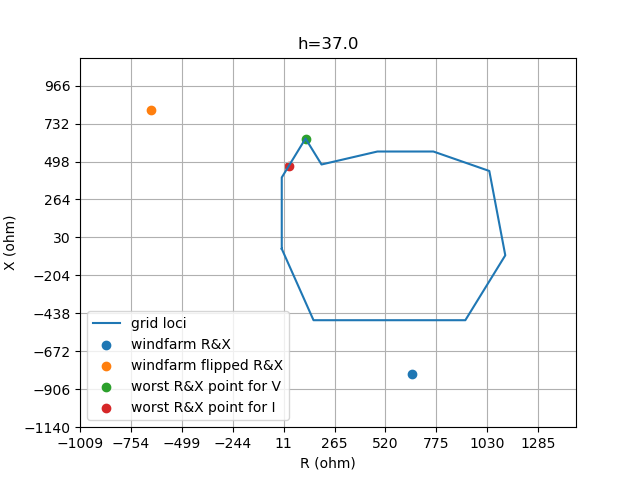 h=37.0
966
732
498
264
30
−204
−438
−672
−906
−1140
X (ohm)
grid loci
windfarm R&X
windfarm flipped R&X
worst R&X point for V
worst R&X point for I
−1009 −754 −499 −244 11 265 520 775 1030 1285
R (ohm)